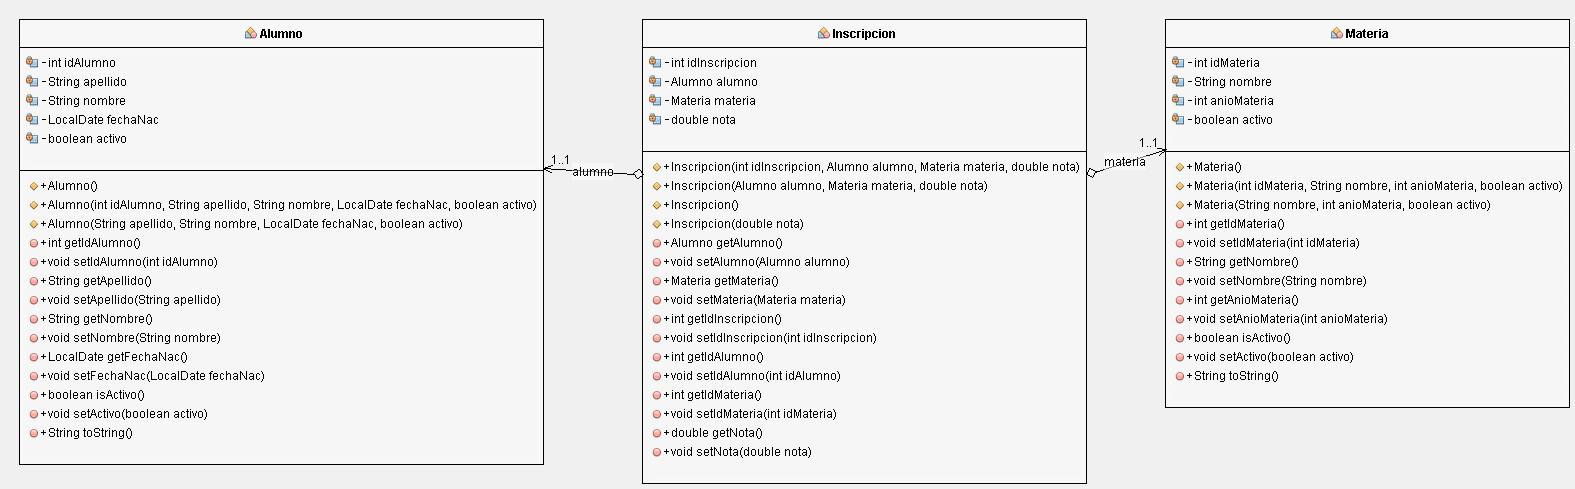 Alumno
- int idAlumno
- String apellido
- String nombre
- LocalDate fechaNac
- boolean activo
+ Alumno()
+ Alumno(int idAlumno, String apellido, String nombre, LocalDate fechaNac, boolean activo)
+ Alumno(String apellido, String nombre, LocalDate fechaNac, boolean activo)
+ int getIdAlumno()
+ void setIdAlumno(int idAlumno)
+ String getApellido()
+ void setApellido(String apellido)
+ String getNombre()
+ void setNombre(String nombre)
+ LocalDate getFechaNac()
+ void setFechaNac(LocalDate fechaNac)
+ boolean isActivo()
+ void setActivo(boolean activo)
+ String toString()
1..1
alumno
Inscripcion
- int idInscripcion
- Alumno alumno
- Materia materia
- double nota
+ Inscripcion(int idInscripcion, Alumno alumno, Materia materia, double nota)
+ Inscripcion(Alumno alumno, Materia materia, double nota)
+ Inscripcion()
+ Inscripcion(double nota)
+ Alumno getAlumno()
+ void setAlumno(Alumno alumno)
+ Materia getMateria()
+ void setMateria(Materia materia)
+ int getIdInscripcion()
+ void setIdInscripcion(int idInscripcion)
+ int getIdAlumno()
+ void setIdAlumno(int idAlumno)
+ int getIdMateria()
+ void setIdMateria(int idMateria)
+ double getNota()
+ void setNota(double nota)
1..1
materia
Materia
- int idMateria
- String nombre
- int anioMateria
- boolean activo
+ Materia()
+ Materia(int idMateria, String nombre, int anioMateria, boolean activo)
+ Materia(String nombre, int anioMateria, boolean activo)
+ int getIdMateria()
+ void setIdMateria(int idMateria)
+ String getNombre()
+ void setNombre(String nombre)
+ int getAnioMateria()
+ void setAnioMateria(int anioMateria)
+ boolean isActivo()
+ void setActivo(boolean activo)
+ String toString()